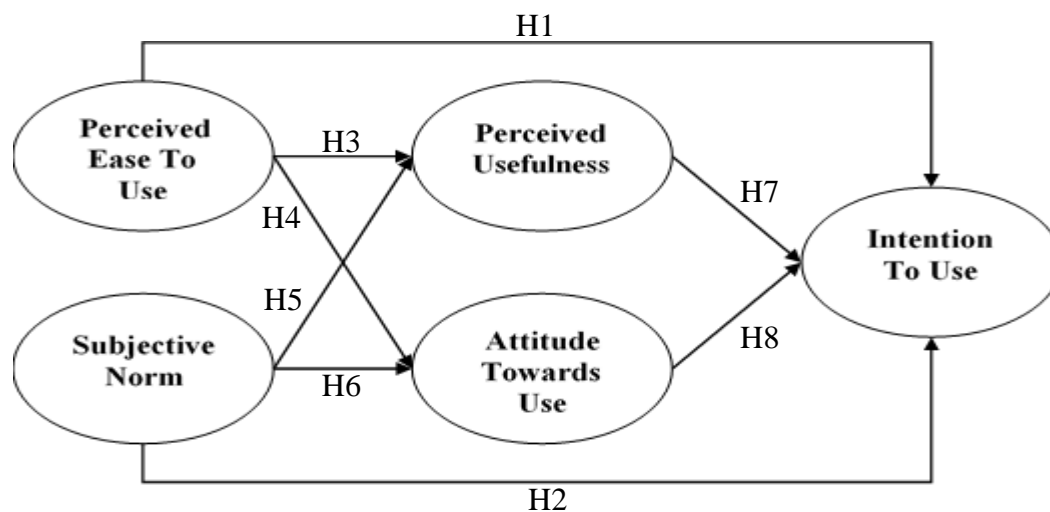 H1
Perceived
Ease To
Use
H3
Perceived
Usefulness
H4
H7
Intention
To Use
H5
Subjective
Norm
H6
Attitude
Towards
Use
H8
H2